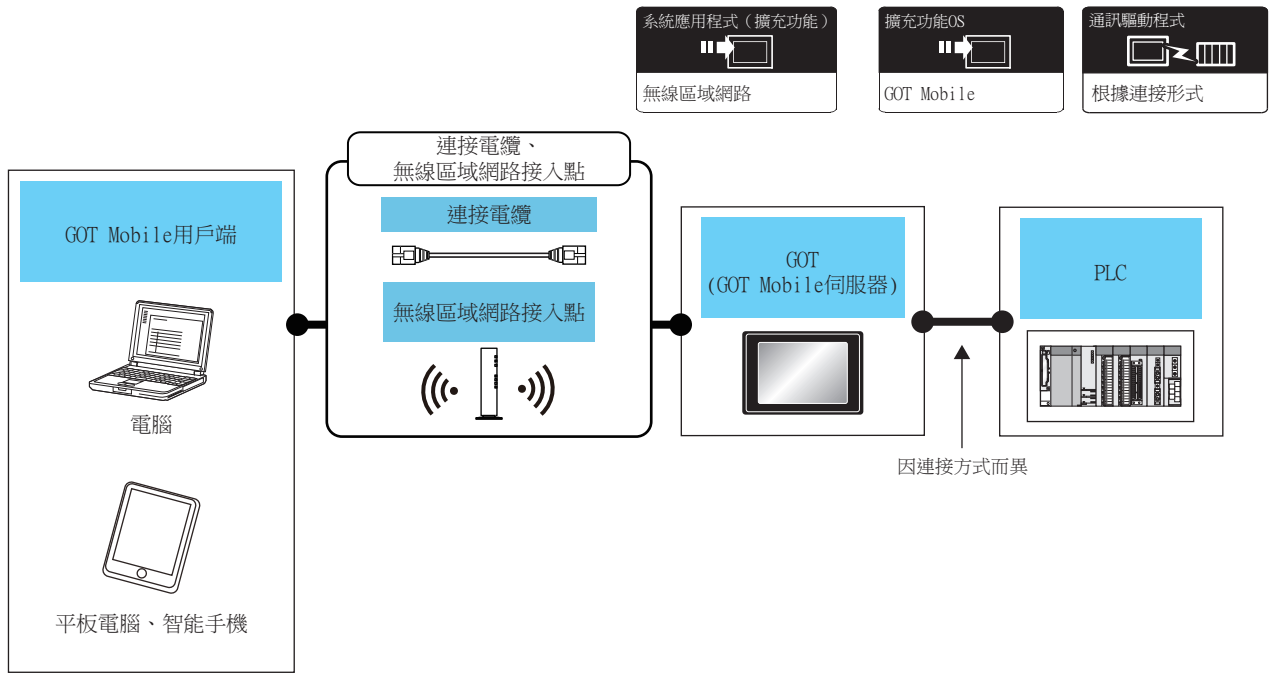 系統應用程式（擴充功能）
無線區域網路
擴充功能OS
GOT Mobile
通訊驅動程式
根據連接形式
GOT Mobile用戶端
電腦
平板電腦、智能手機
連接電纜、
無線區域網路接入點
連接電纜
無線區域網路接入點
GOT
(GOT Mobile伺服器)
PLC
因連接方式而異